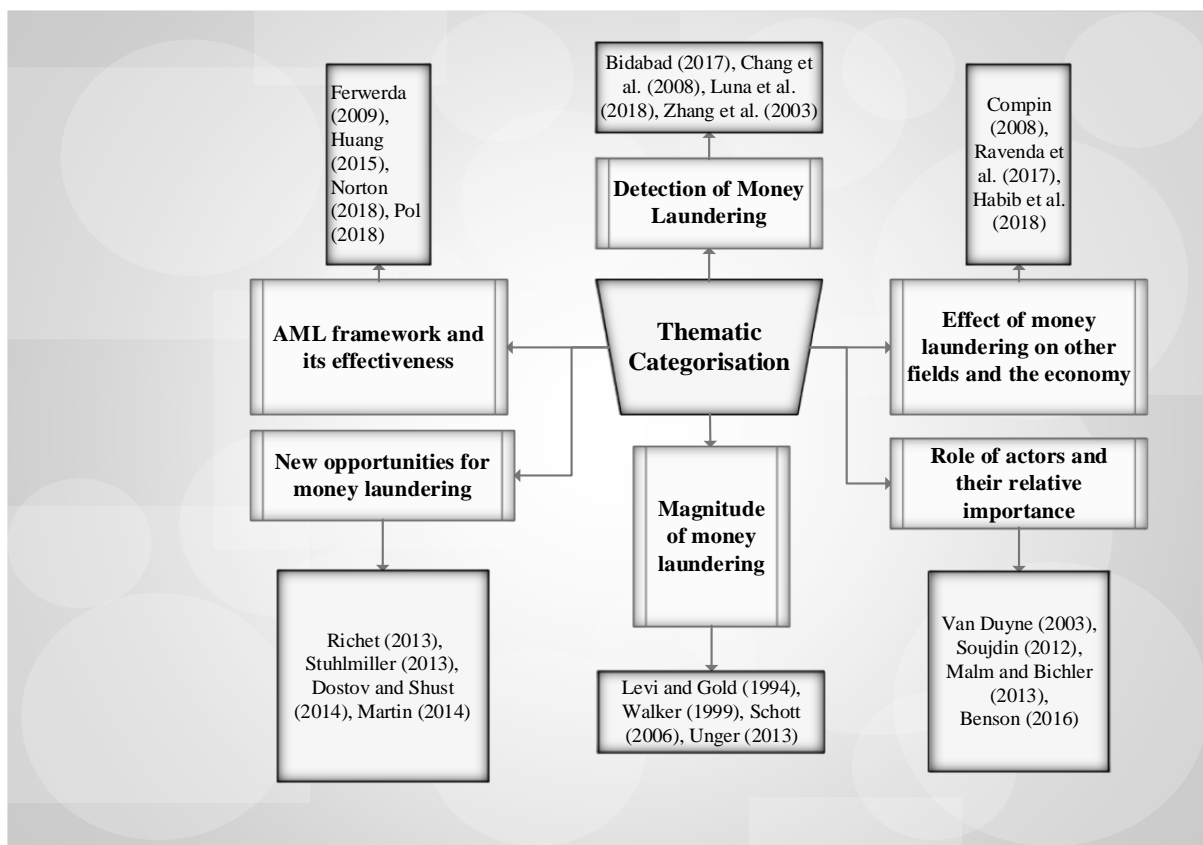 Bidabad (2017), Chang et
al. (2008), Luna et al.
(2018), Zhang et al. (2003)
Ferwerda
(2009),
Huang
(2015),
Norton
(2018), Pol
(2018)
Compin
(2008),
Ravenda et
al. (2017),
Habib et al.
(2018)
Detection of Money
Laundering
AML framework and
its effectiveness
Thematic
Categorisation
Effect of money
laundering on other
fields and the economy
New opportunities for
money laundering
Magnitude
of money
laundering
Role of actors and
their relative
importance
Richet (2013),
Stuhlmiller (2013),
Dostov and Shust
(2014), Martin (2014)
Levi and Gold (1994),
Walker (1999), Schott
(2006), Unger (2013)
Van Duyne (2003),
Soujdin (2012),
Malm and Bichler
(2013),
Benson (2016)